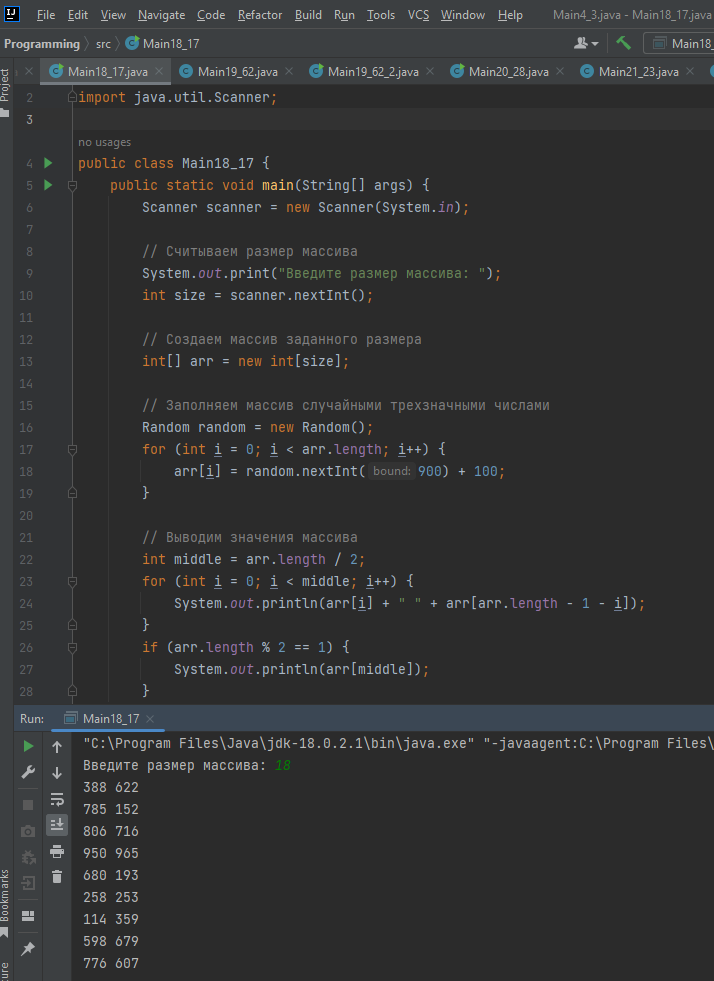 File Edit View Navigate Code Refactor Build Run Tools VCS Window Help Main4_3.java - Main18_17.java
Programming src Main18_17 Main18_
Project
Main18_17.java Main19_62.java Main19_62_2.java Main20_28.java Main21_23.java
2 import java.util.Scanner;
3
no usages
4 public class Main18_17 {
5 public static void main(String[] args) {
6 Scanner scanner = new Scanner(System.in);
7
8 // Считываем размер массива
9 System.out.print("Введите размер массива: ");
10 int size = scanner.nextInt();
11
12 // Создаем массив заданного размера
13 int[] arr = new int[size];
14
15 // Заполняем массив случайными трехзначными числами
16 Random random = new Random();
17 for (int i = 0; i < arr.length; i++) {
18 arr[i] = random.nextInt( bound: 900) + 100;
19 }
20
21 // Выводим значения массива
22 int middle = arr.length / 2;
23 for (int i = 0; i < middle; i++) {
24 System.out.println(arr[i] + " " + arr[arr.length - 1 - i]);
25 }
26 if (arr.length % 2 == 1) {
27 System.out.println(arr[middle]);
28 }
Run: Main18_17
"C:\Program Files\Java\jdk-18.0.2.1\bin\java.exe" "-javaagent:C:\Program Files\
Введите размер массива: 18
388 622
785 152
806 716
950 965
680 193
258 253
114 359
598 679
776 607
Bookmarks